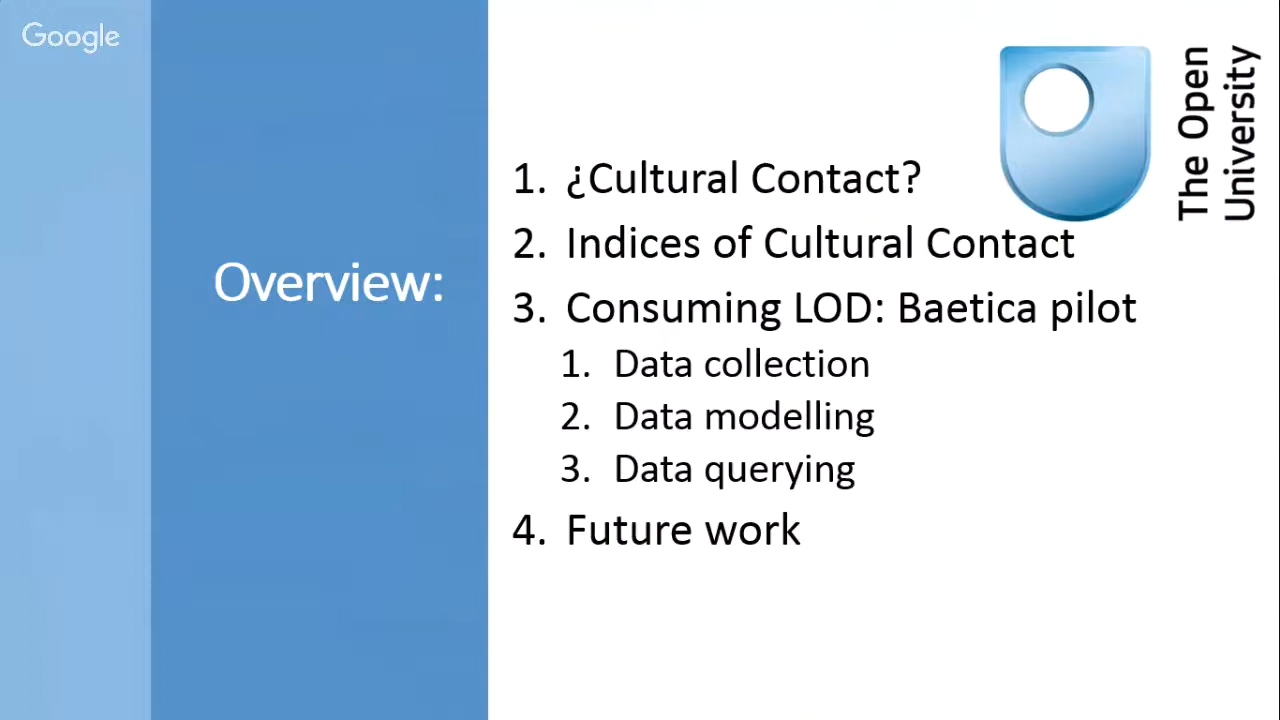 Google
The Open
University
Overview:
1. ¿Cultural Contact?
2. Indices of Cultural Contact
3. Consuming LOD: Baetica pilot
1. Data collection
2. Data modelling
3. Data querying
4. Future work